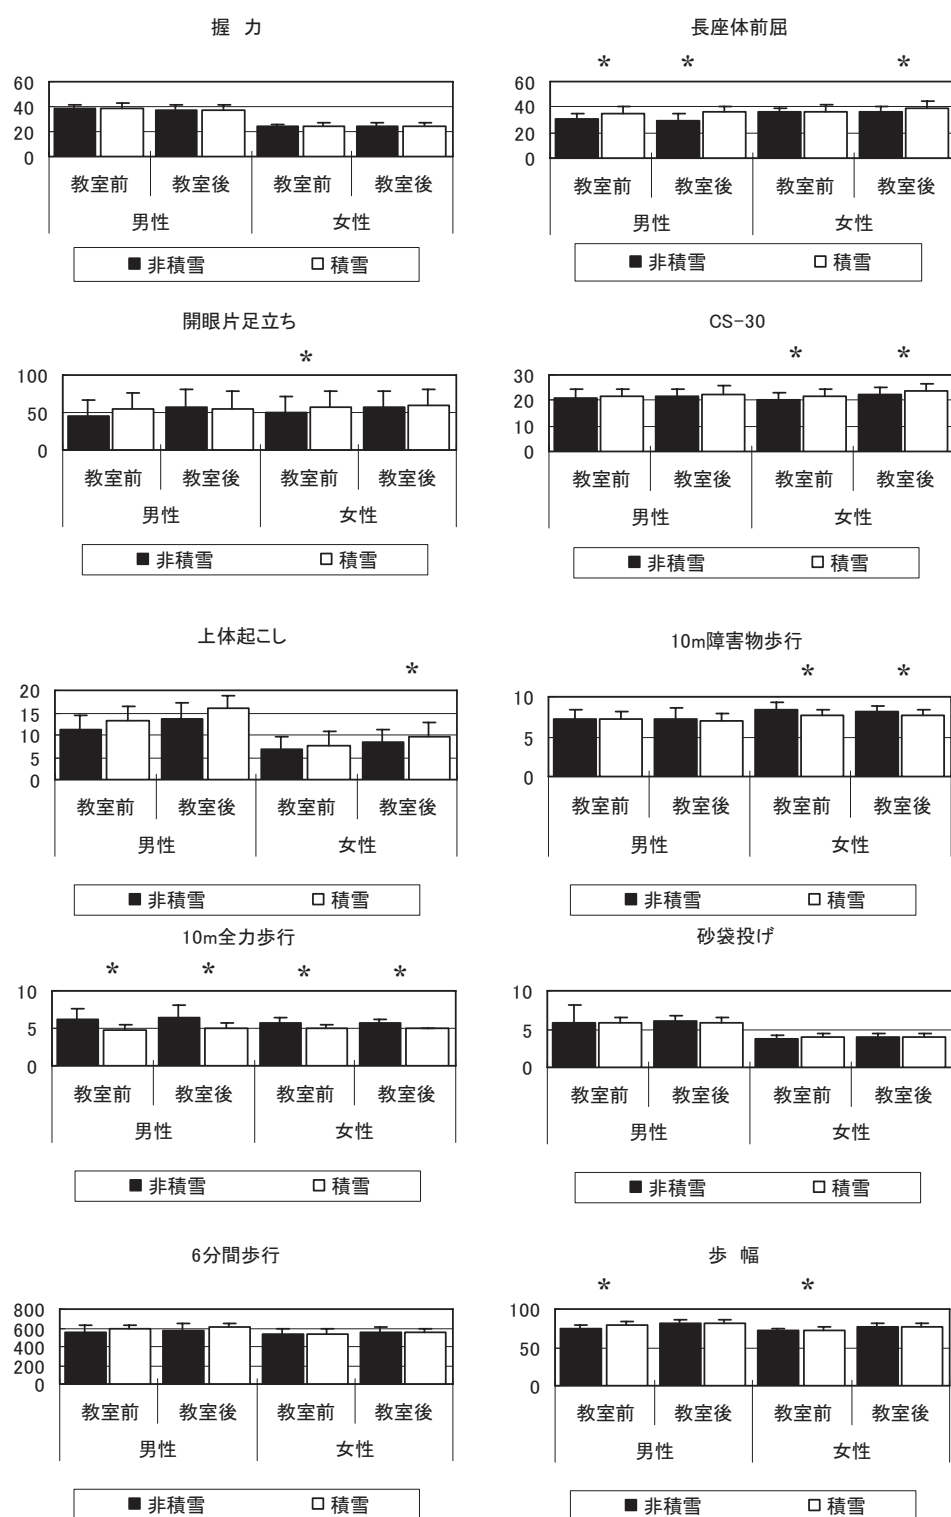 握 力
*
60
40
20
0
教室前 教室後 教室前 教室後
男性 女性
■ 非積雪 □ 積雪
長座体前屈
* * *
60
40
20
0
教室前 教室後 教室前 教室後
男性 女性
■ 非積雪 □ 積雪
開眼片足立ち
*
100
50
0
教室前 教室後 教室前 教室後
男性 女性
■ 非積雪 □ 積雪
CS-30
* *
30
20
10
0
教室前 教室後 教室前 教室後
男性 女性
■ 非積雪 □ 積雪
上体起こし
*
20
15
10
5
0
教室前 教室後 教室前 教室後
男性 女性
■ 非積雪 □ 積雪
10m障害物歩行
* *
10
5
0
教室前 教室後 教室前 教室後
男性 女性
■ 非積雪 □ 積雪
10m全力歩行
* * * *
10
5
0
教室前 教室後 教室前 教室後
男性 女性
■ 非積雪 □ 積雪
砂袋投げ
10
5
0
教室前 教室後 教室前 教室後
男性 女性
■ 非積雪 □ 積雪
6分間歩行
800
600
400
200
0
教室前 教室後 教室前 教室後
男性 女性
■ 非積雪 □ 積雪
歩 幅
* *
100
50
0
教室前 教室後 教室前 教室後
男性 女性
■ 非積雪 □ 積雪